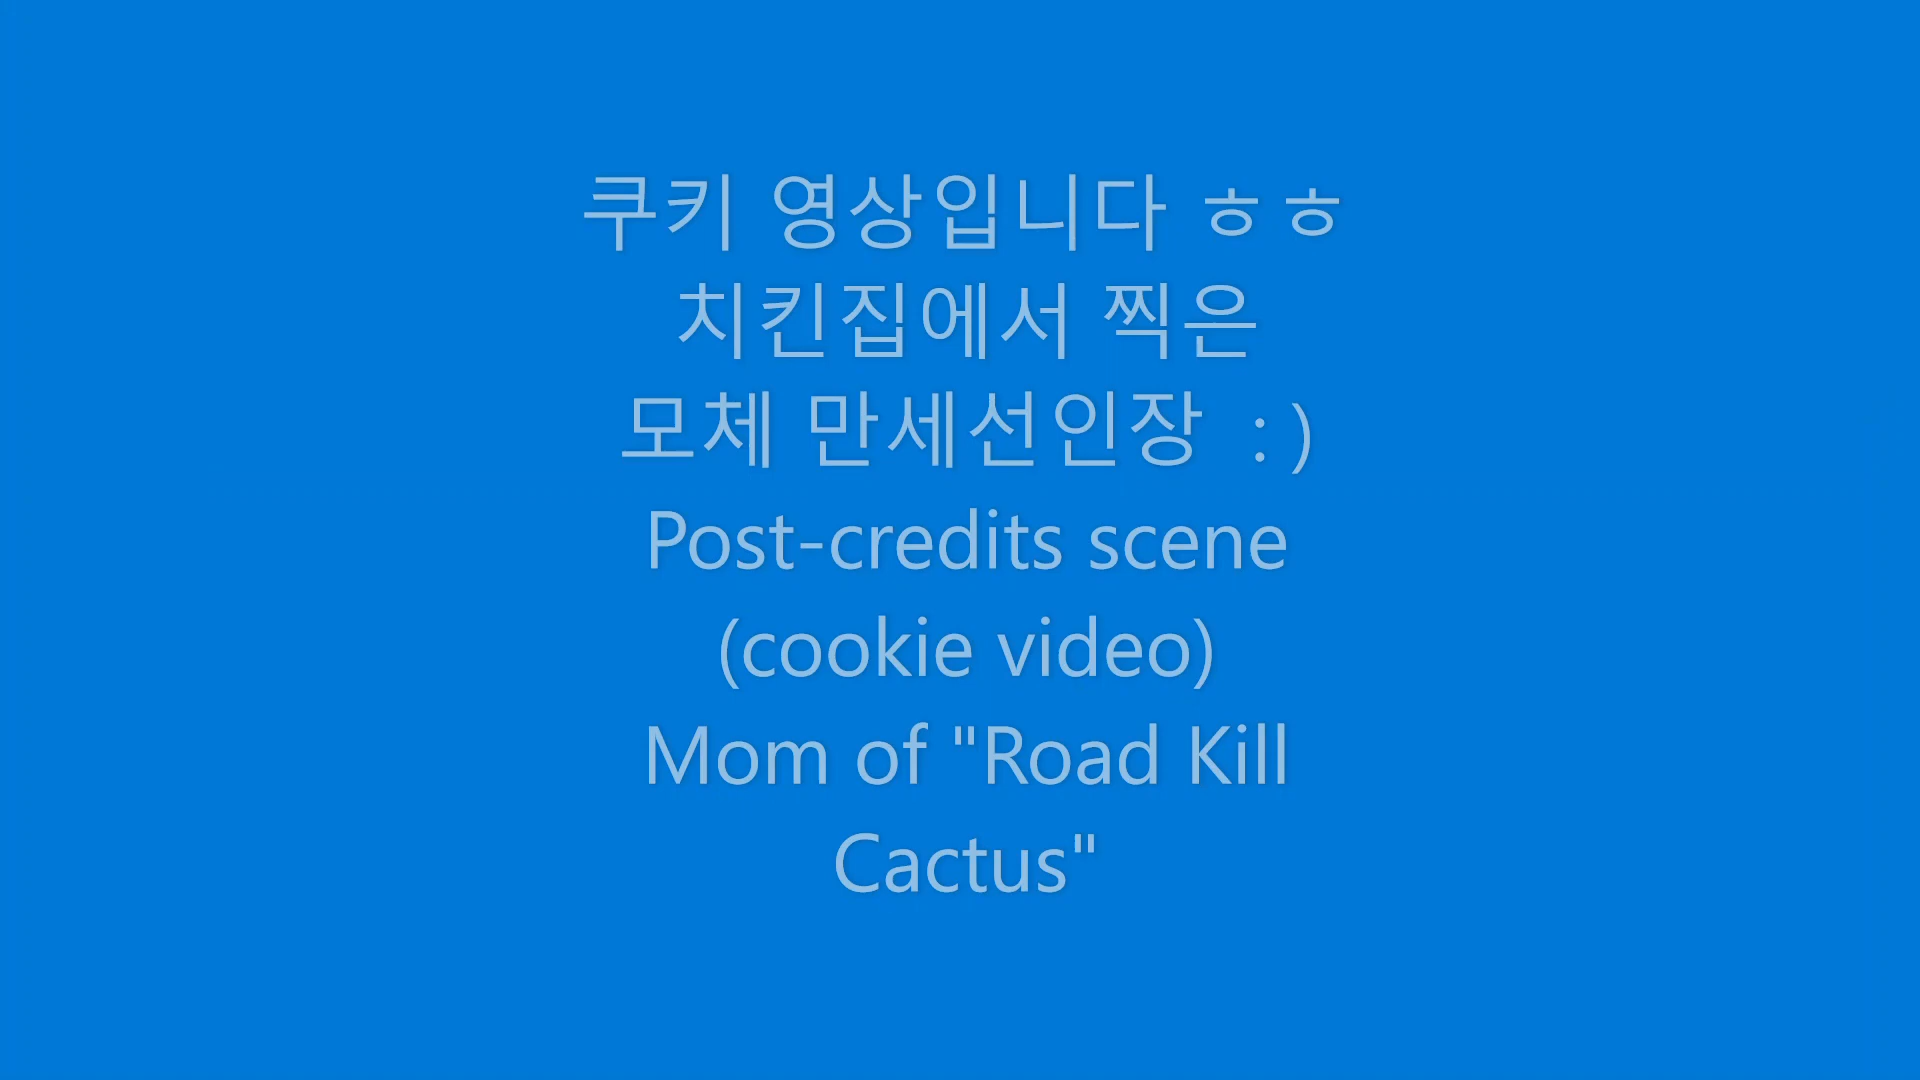 쿠키 영상입니다 ㅎㅎ
치킨집에서 찍은
모체 만세선인장 : )
Post-credits scene
(cookie video)
Mom of "Road Kill
Cactus"